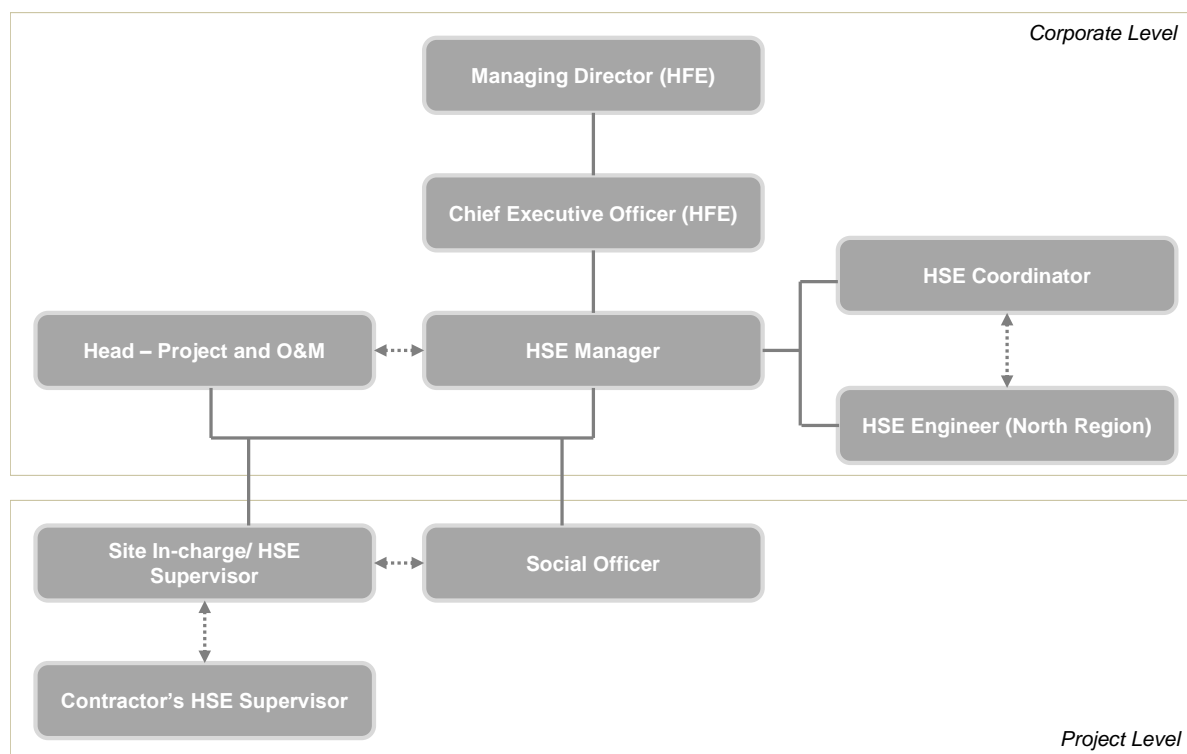 Corporate Level
Managing Director (HFE)
Chief Executive Officer (HFE)
HSE Coordinator
Head – Project and O&M
HSE Manager
HSE Engineer (North Region)
Site In-charge/ HSE
Supervisor
Social Officer
Contractor’s HSE Supervisor
Project Level